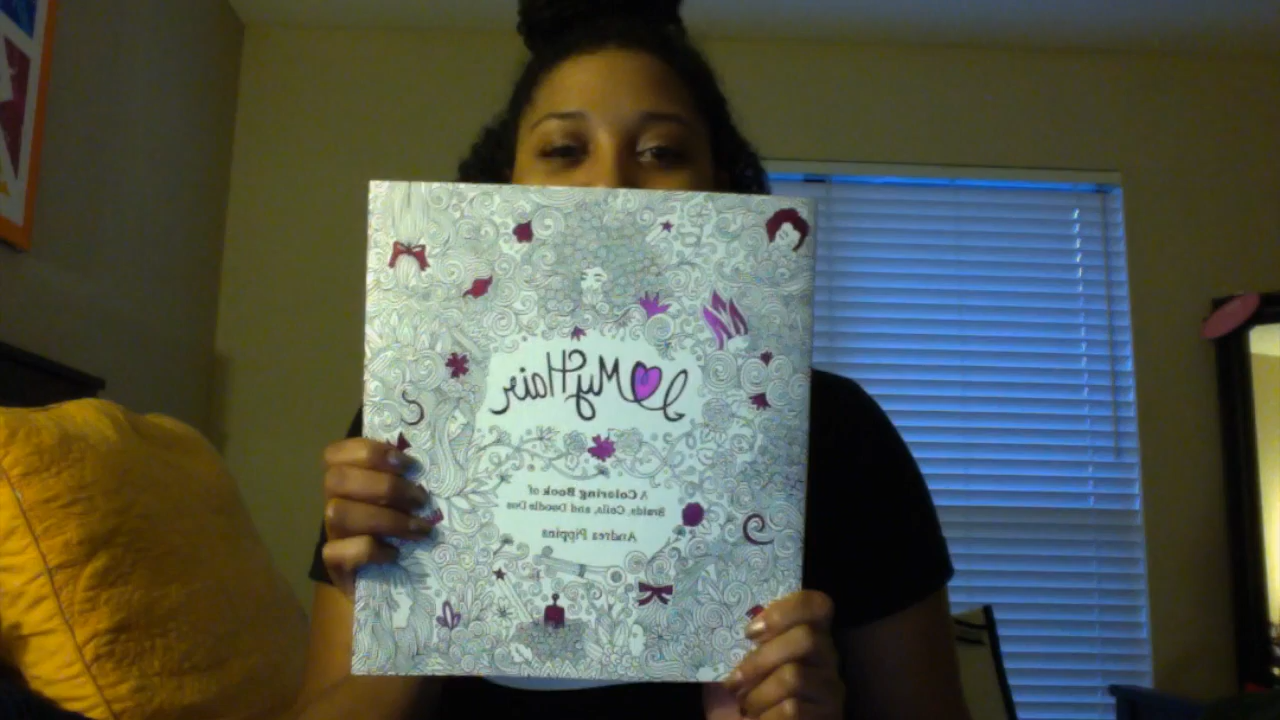 I ♥ My Hair
A Coloring Book of
Braids, Coils, and Doodle Dos
Andrea Pippins